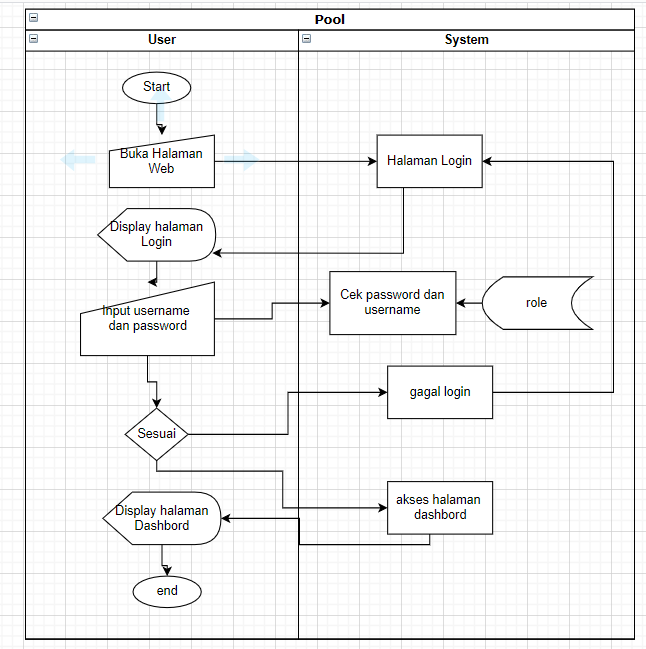 Pool
User
System
Start
Buka Halaman
Web
Halaman Login
Display halaman
Login
Input username
dan password
Cek password dan
username
role
gagal login
Sesuai
akses halaman
dashbord
Display halaman
Dashbord
end